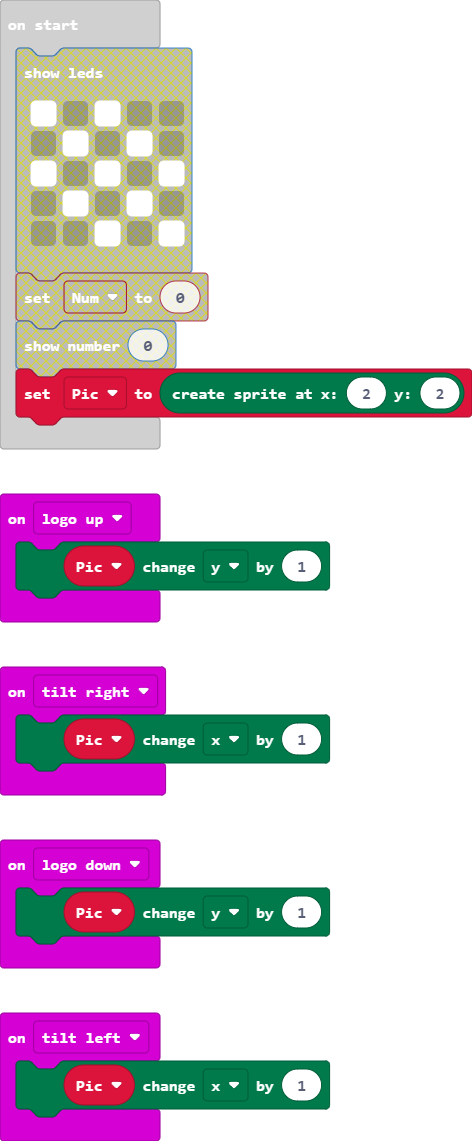 on start
show leds
set Num to 0
show number 0
set Pic to create sprite at x: 2 y: 2
on logo up
Pic change y by 1
on tilt right
Pic change x by 1
on logo down
Pic change y by 1
on tilt left
Pic change x by 1